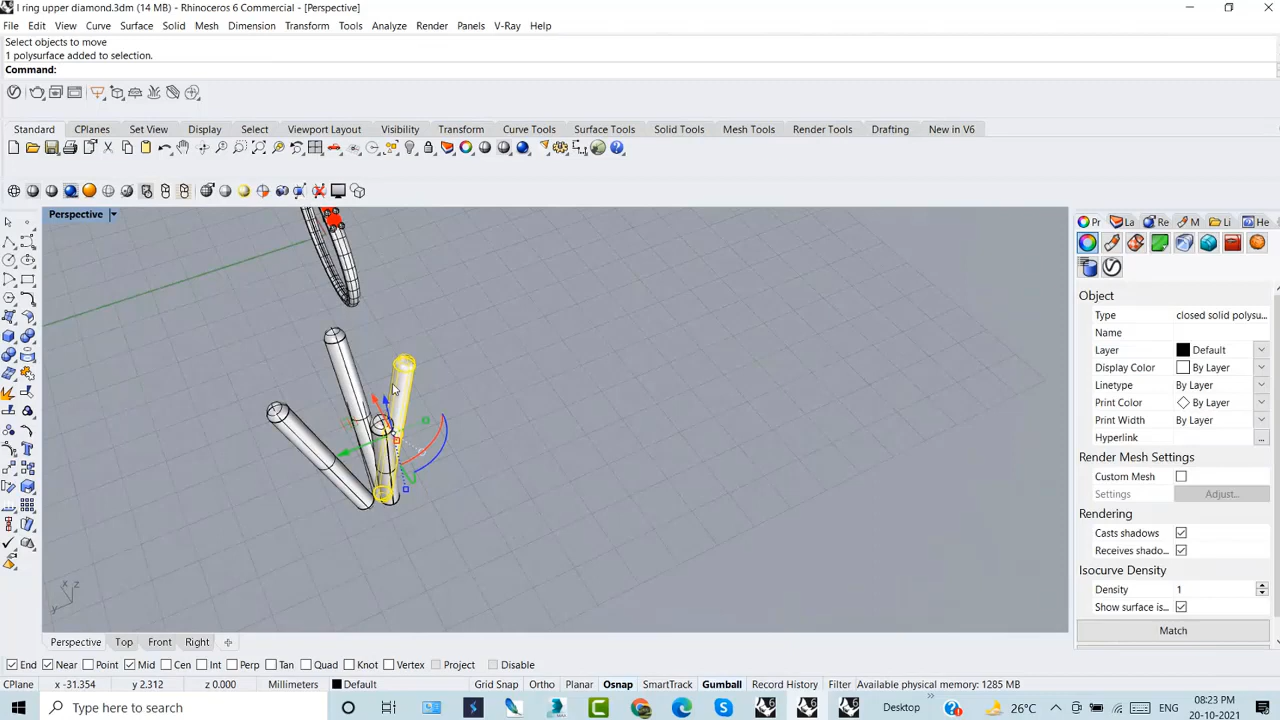 l ring upper diamond.3dm (14 MB) - Rhinoceros 6 Commercial - [Perspective]
File Edit View Curve Surface Solid Mesh Dimension Transform Tools Analyze Render Panels V-Ray Help
Select objects to move
1 polysurface added to selection.
Command:
Standard CPlanes Set View Display Select Viewport Layout Visibility Transform Curve Tools Surface Tools Solid Tools Mesh Tools Render Tools Drafting New in V6
Perspective
Pr La Re M Li He
Object
Type closed solid polysu...
Name
Layer Default
Display Color By Layer
Linetype By Layer
Print Color By Layer
Print Width By Layer
Hyperlink ...
Render Mesh Settings
Custom Mesh
Settings Adjust...
Rendering
Casts shadows
Receives shado...
Isocurve Density
Density 1
Show surface is...
Match
x z y
Perspective Top Front Right
End Near Point Mid Cen Int Perp Tan Quad Knot Vertex Project Disable
CPlane x -31.354 y 2.312 z 0.000 Millimeters Default Grid Snap Ortho Planar Osnap SmartTrack Gumball Record History Filter Available physical memory: 1285 MB
Type here to search Desktop 26°C ENG 08:23 PM
20-10-2021